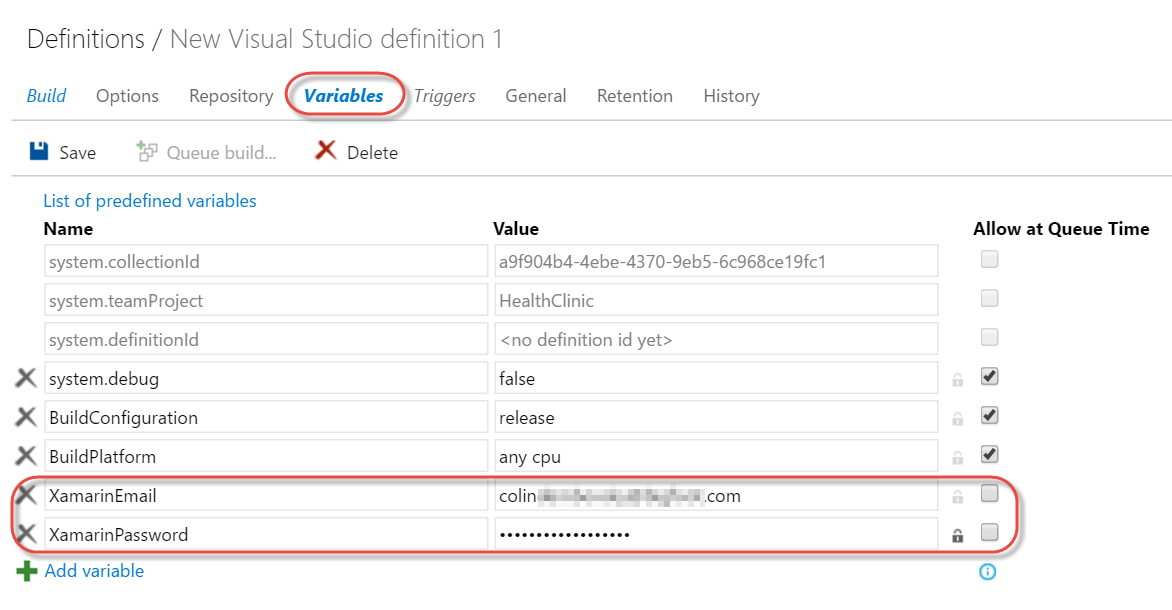 Definitions / New Visual Studio definition 1
Build Options Repository Variables Triggers General Retention History
Save Queue build... Delete
List of predefined variables
Name Value Allow at Queue Time
system.collectionId a9f904b4-4ebe-4370-9eb5-6c968ce19fc1
system.teamProject HealthClinic
system.definitionId <no definition id yet>
system.debug false
BuildConfiguration release
BuildPlatform any cpu
XamarinEmail colin .com
XamarinPassword ••••••••••••••••••
Add variable